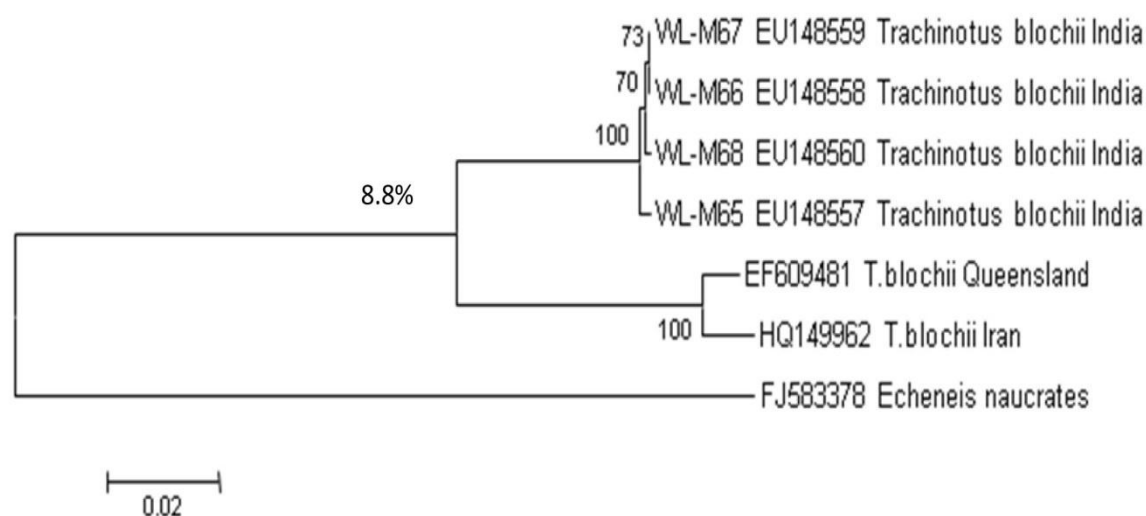 73 WL-M67 EU148559 Trachinotus blochii India
70 WL-M66 EU148558 Trachinotus blochii India
100 WL-M68 EU148560 Trachinotus blochii India
8.8%
WL-M65 EU148557 Trachinotus blochii India
EF609481 T.blochii Queensland
100 HQ149962 T.blochii Iran
FJ583378 Echeneis naucrates
0.02